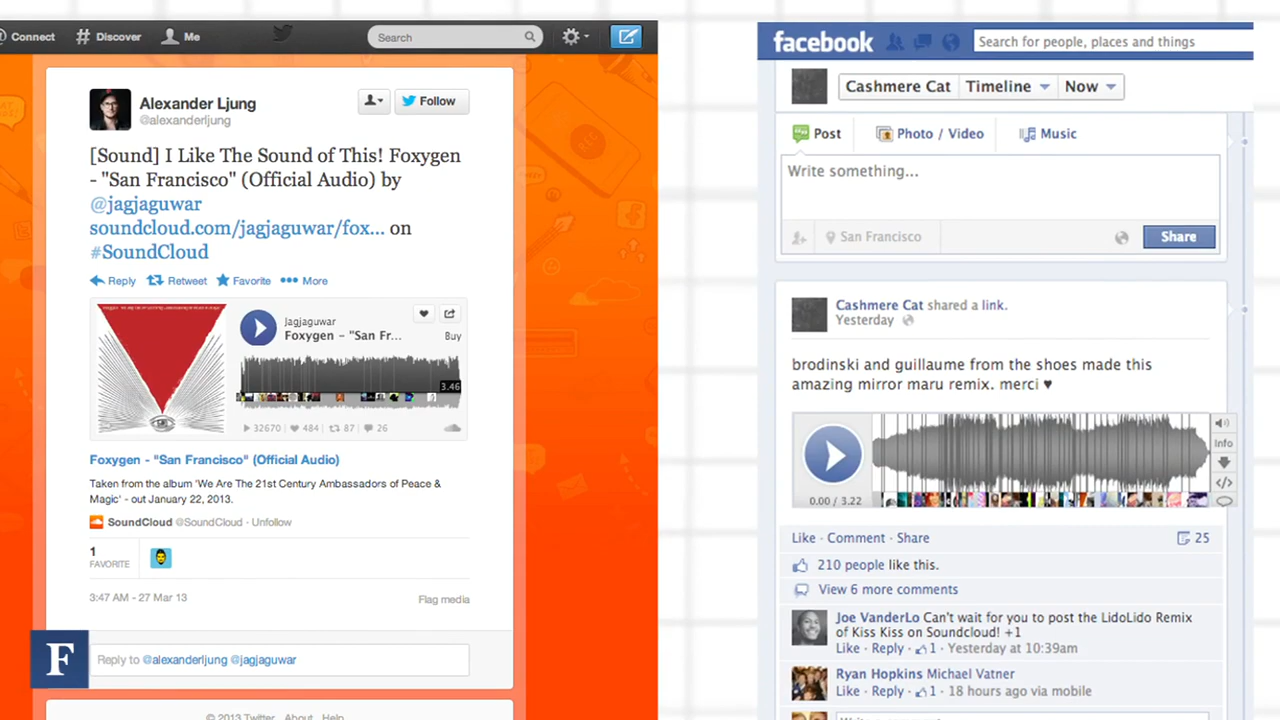 Connect
# Discover
Me
Search
Alexander Ljung
@alexanderljung
Follow
[Sound] I Like The Sound of This! Foxygen
- "San Francisco" (Official Audio) by
@jagjaguwar
soundcloud.com/jagjaguwar/fox... on
#SoundCloud
Reply
Retweet
Favorite
More
Jagjaguwar
Foxygen - "San Fr...
Buy
3.46
32670
484
87
26
Foxygen - "San Francisco" (Official Audio)
Taken from the album 'We Are The 21st Century Ambassadors of Peace &
Magic' - out January 22, 2013.
SoundCloud @SoundCloud · Unfollow
1
FAVORITE
3:47 AM - 27 Mar 13
Flag media
F
Reply to @alexanderljung @jagjaguwar
© 2013 Twitter About Help
facebook
Search for people, places and things
Cashmere Cat
Timeline
Now
Post
Photo / Video
Music
Write something...
San Francisco
Share
Cashmere Cat shared a link.
Yesterday
brodinski and guillaume from the shoes made this
amazing mirror maru remix. merci ♥
Info
0.00 / 3.22
Like · Comment · Share
25
210 people like this.
View 6 more comments
Joe VanderLo Can't wait for you to post the LidoLido Remix
of Kiss Kiss on Soundcloud! +1
Like · Reply · 1 · Yesterday at 10:39am
Ryan Hopkins Michael Vatner
Like · Reply · 1 · 18 hours ago via mobile